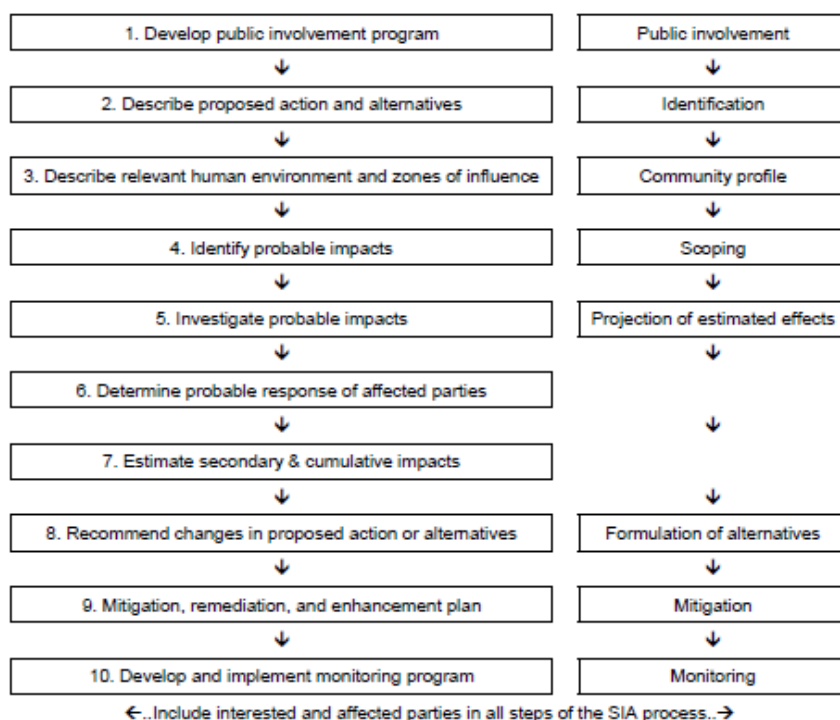 1. Develop public involvement program
Public involvement
2. Describe proposed action and alternatives
Identification
3. Describe relevant human environment and zones of influence
Community profile
4. Identify probable impacts
Scoping
5. Investigate probable impacts
Projection of estimated effects
6. Determine probable response of affected parties
7. Estimate secondary & cumulative impacts
8. Recommend changes in proposed action or alternatives
Formulation of alternatives
9. Mitigation, remediation, and enhancement plan
Mitigation
10. Develop and implement monitoring program
Monitoring
←..Include interested and affected parties in all steps of the SIA process..→